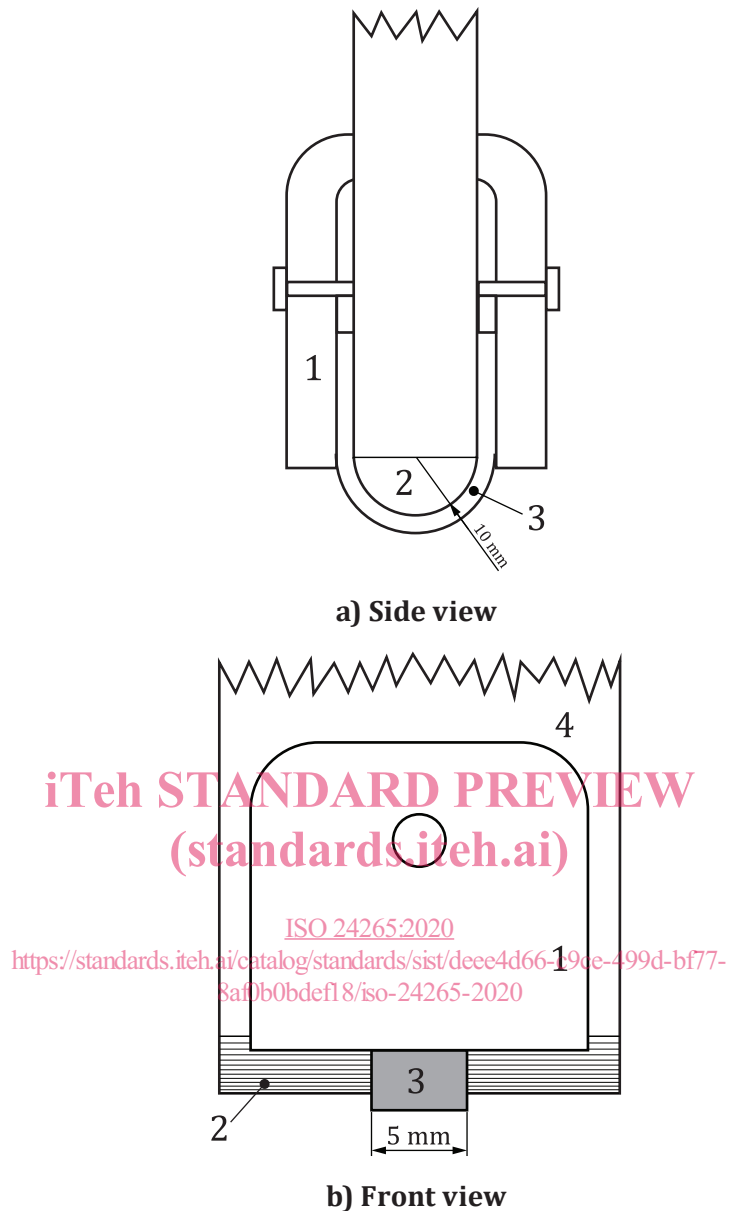 1
2
3
10 mm
a) Side view
4
iTeh STANDARD PREVIEW
(standards.iteh.ai)
ISO 24265:2020
1
https://standards.iteh.ai/catalog/standards/sist/deee4d66-c9ce-499d-bf77-
8af0b0bdef18/iso-24265-2020
3
2
5 mm
b) Front view